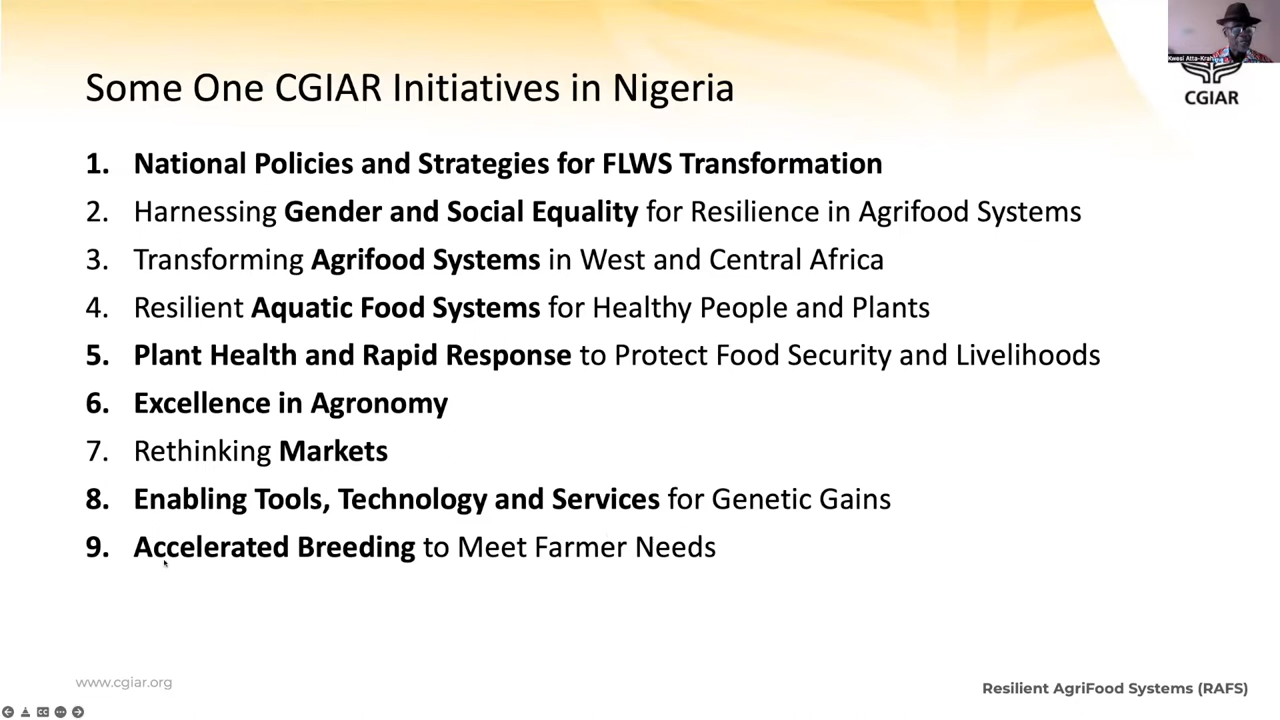 Some One CGIAR Initiatives in Nigeria
Kwesi Atta-Krah
CGIAR
1. National Policies and Strategies for FLWS Transformation
2. Harnessing Gender and Social Equality for Resilience in Agrifood Systems
3. Transforming Agrifood Systems in West and Central Africa
4. Resilient Aquatic Food Systems for Healthy People and Plants
5. Plant Health and Rapid Response to Protect Food Security and Livelihoods
6. Excellence in Agronomy
7. Rethinking Markets
8. Enabling Tools, Technology and Services for Genetic Gains
9. Accelerated Breeding to Meet Farmer Needs
www.cgiar.org
Resilient AgriFood Systems (RAFS)